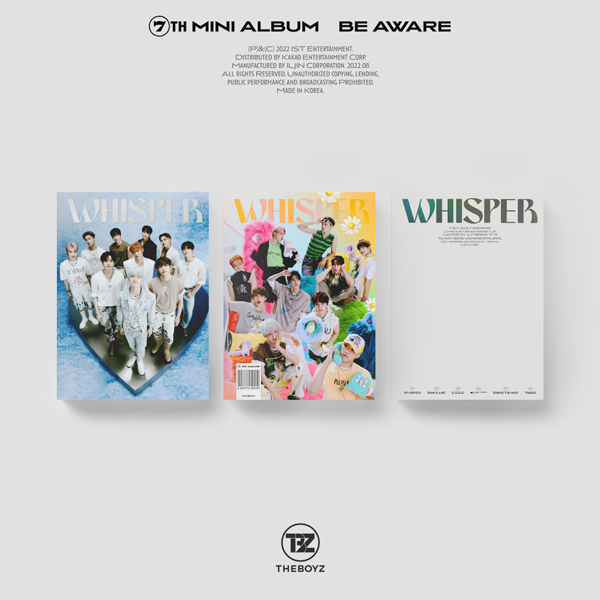 7TH MINI ALBUM BE AWARE
(P)&(C) 2022 IST ENTERTAINMENT.
DISTRIBUTED BY KAKAO ENTERTAINMENT CORP.
MANUFACTURED BY ILJIN CORPORATION. 2022.08
ALL RIGHTS RESERVED. UNAUTHORIZED COPYING, LENDING,
PUBLIC PERFORMANCE AND BROADCASTING PROHIBITED.
MADE IN KOREA.
WHISPER
WHISPER
WHISPER
THEBOYZ
TBZ
THEBOYZ